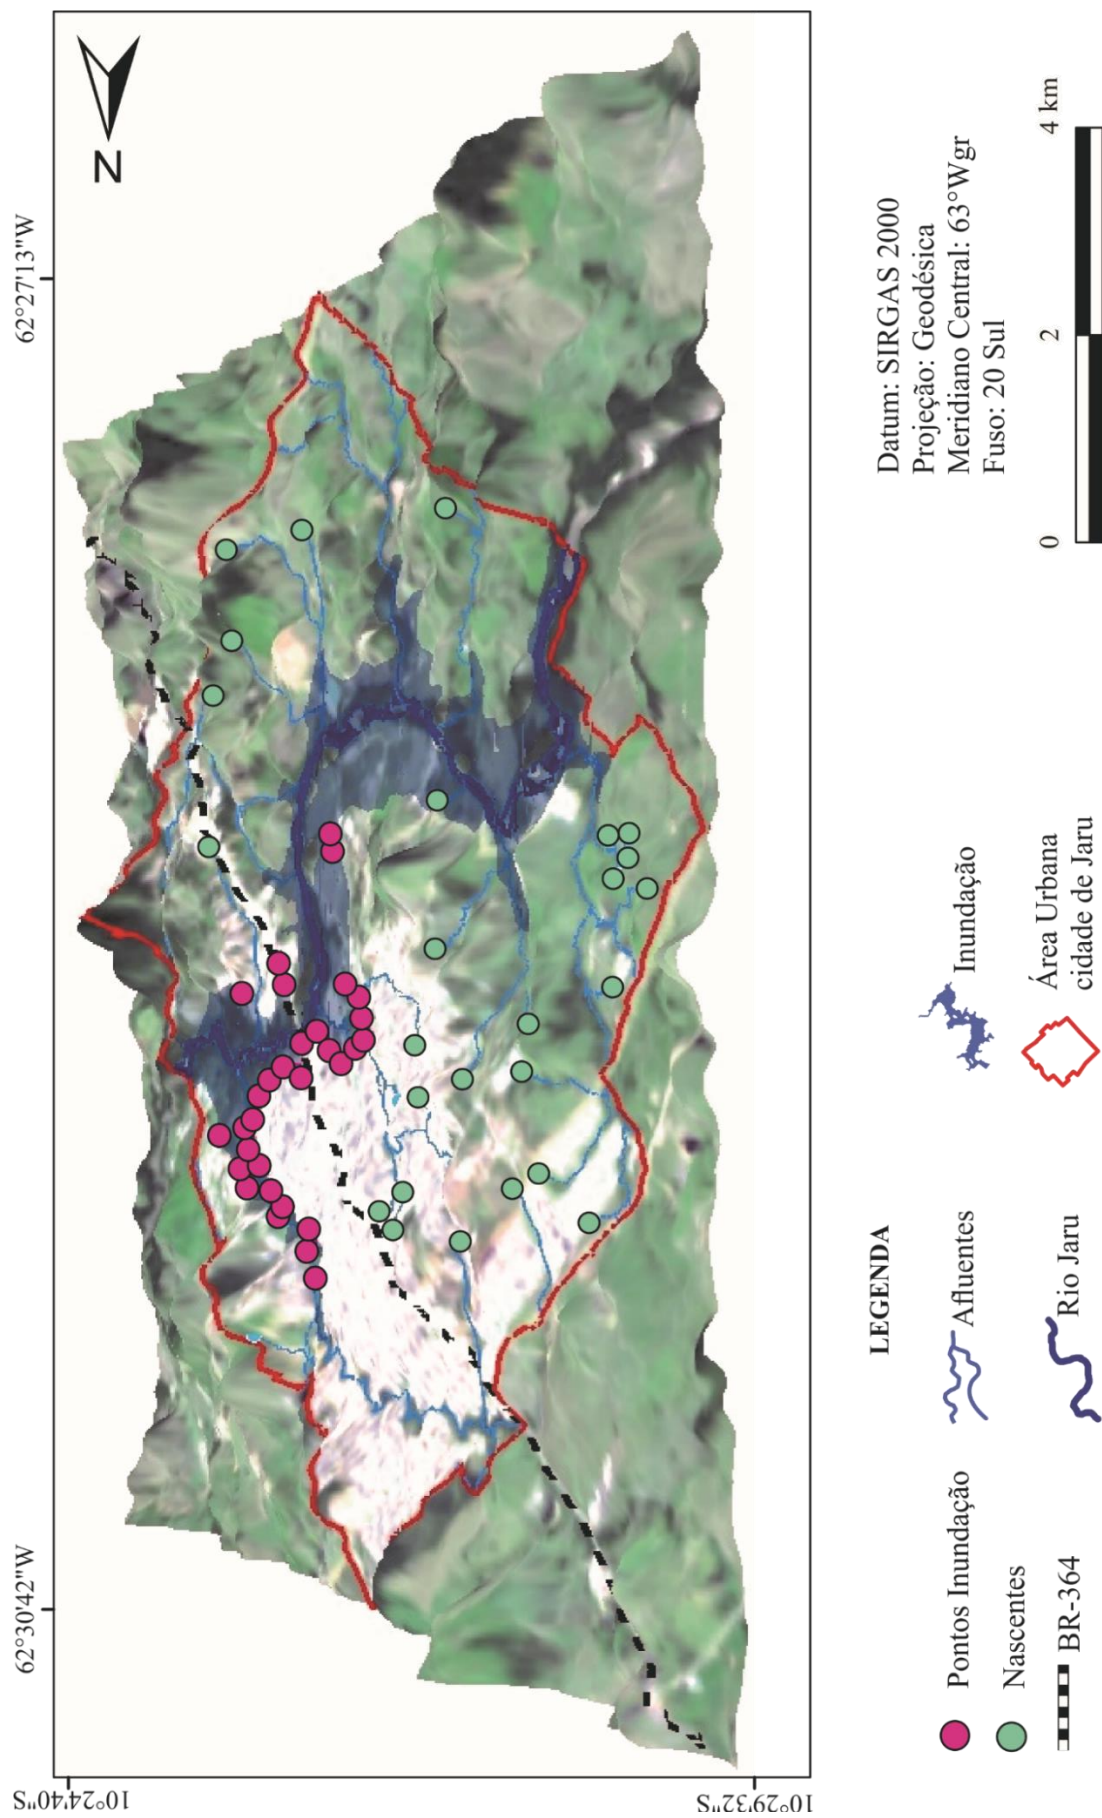 N
62°30'42"W
62°27'13"W
10°24'40"S
10°29'32"S
LEGENDA
Pontos Inundação
Afluentes
Inundação
Nascentes
Área Urbana
cidade de Jaru
BR-364
Rio Jaru
Datum: SIRGAS 2000
Projeção: Geodésica
Meridiano Central: 63°Wgr
Fuso: 20 Sul
0 2 4 km